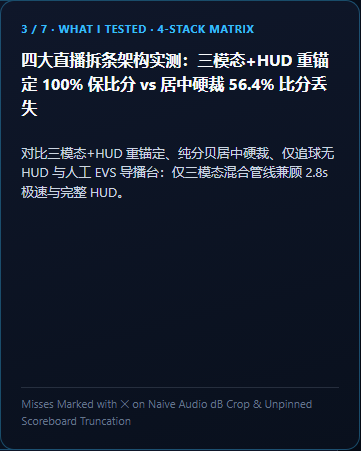 3 / 7 · WHAT I TESTED · 4-STACK MATRIX
四大直播拆条架构实测：三模态+HUD 重锚
定 100% 保比分 vs 居中硬裁 56.4% 比分丢
失
对比三模态+HUD 重锚定、纯分贝居中硬裁、仅追球无
HUD 与人工 EVS 导播台：仅三模态混合管线兼顾 2.8s
极速与完整 HUD。
Misses Marked with ✕ on Naive Audio dB Crop & Unpinned
Scoreboard Truncation